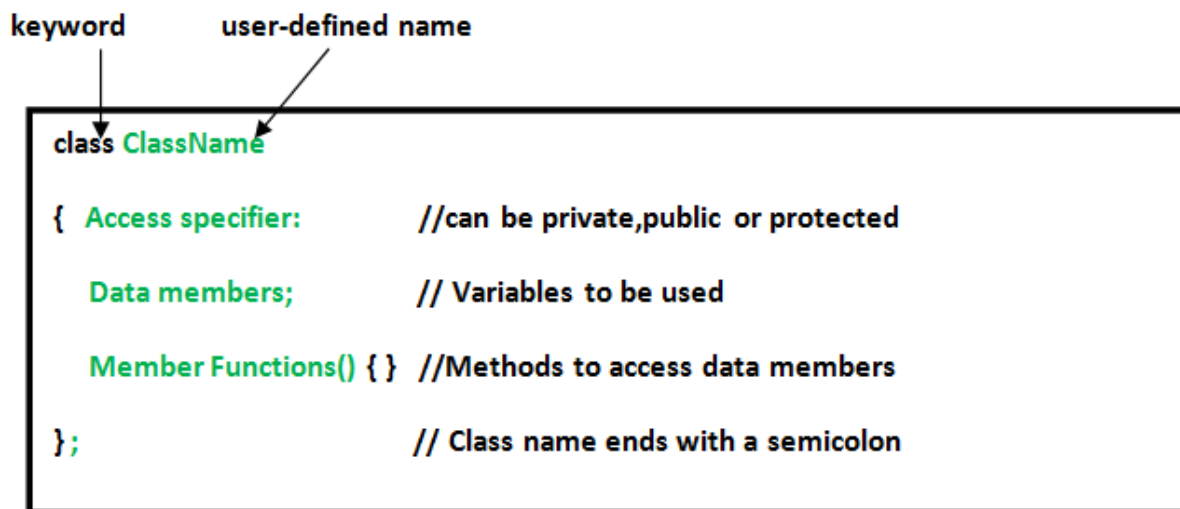 keyword user-defined name
class ClassName
{ Access specifier: //can be private,public or protected
Data members; // Variables to be used
Member Functions() { } //Methods to access data members
} ; // Class name ends with a semicolon